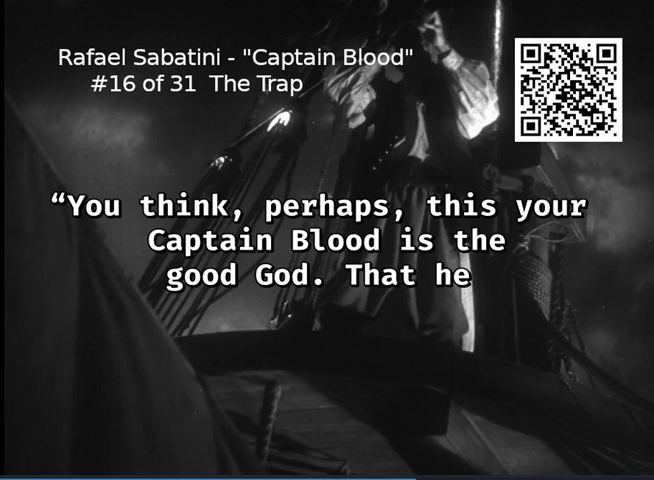 Rafael Sabatini - "Captain Blood"
#16 of 31  The Trap
“You think, perhaps, this your
Captain Blood is the
good God. That he